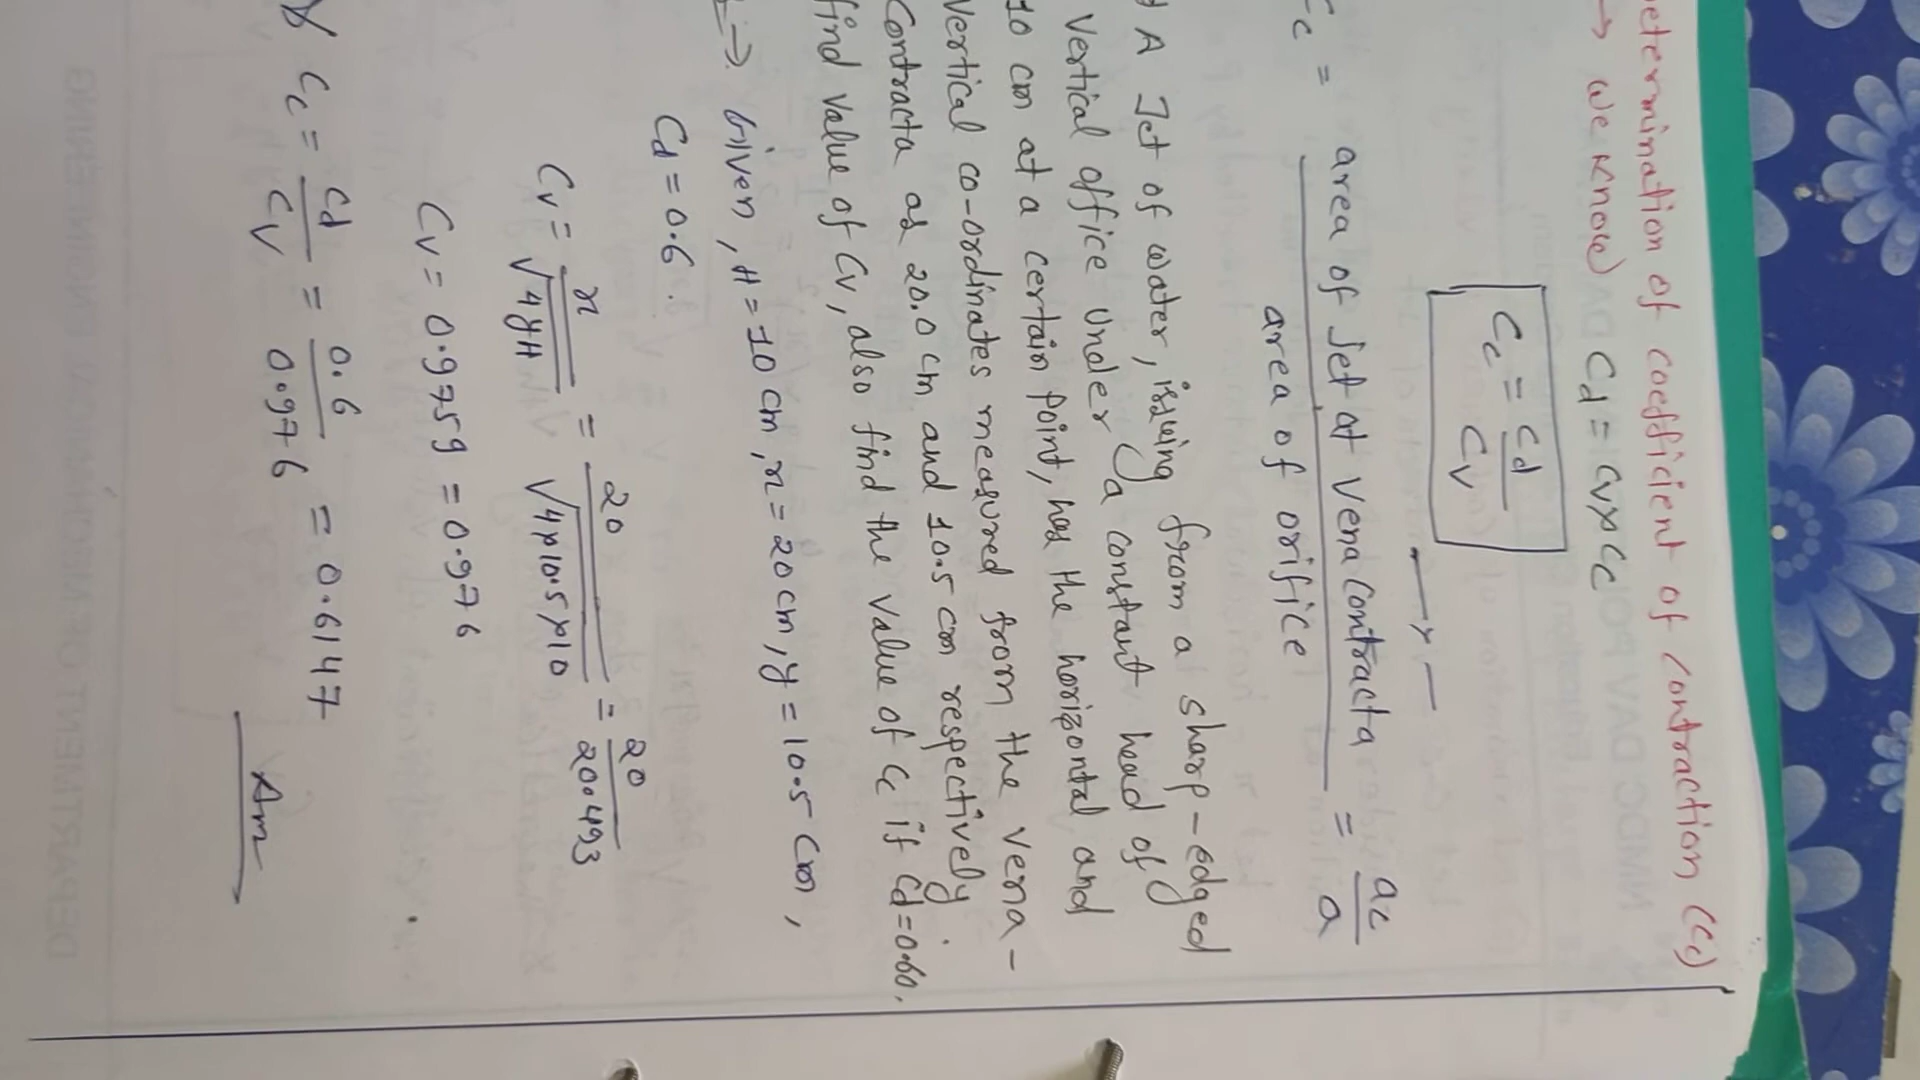 etermination of coefficient of contraction (Cc)
→ We know Cd = Cv×Cc
Cc = Cd / Cv
Cc = area of Jet at Vena Contracta / area of orifice = ac / a
A Jet of water, issuing from a sharp-edged
Vertical office Under a constant head of
10 cm at a certain point, has the horizontal and
Vertical co-ordinates measured from the vena-
Contracta as 20.0 cm and 10.5 cm respectively.
find value of Cv, also find the value of Cc if Cd=0.60.
⇒ Given, H = 10 cm, x = 20 cm, y = 10.5 cm,
Cd = 0.6.
Cv = x / √4yH = 20 / √4×10.5×10 = 20 / 20.493
Cv = 0.9759 = 0.976
& Cc = Cd / Cv = 0.6 / 0.976 = 0.6147
Ans